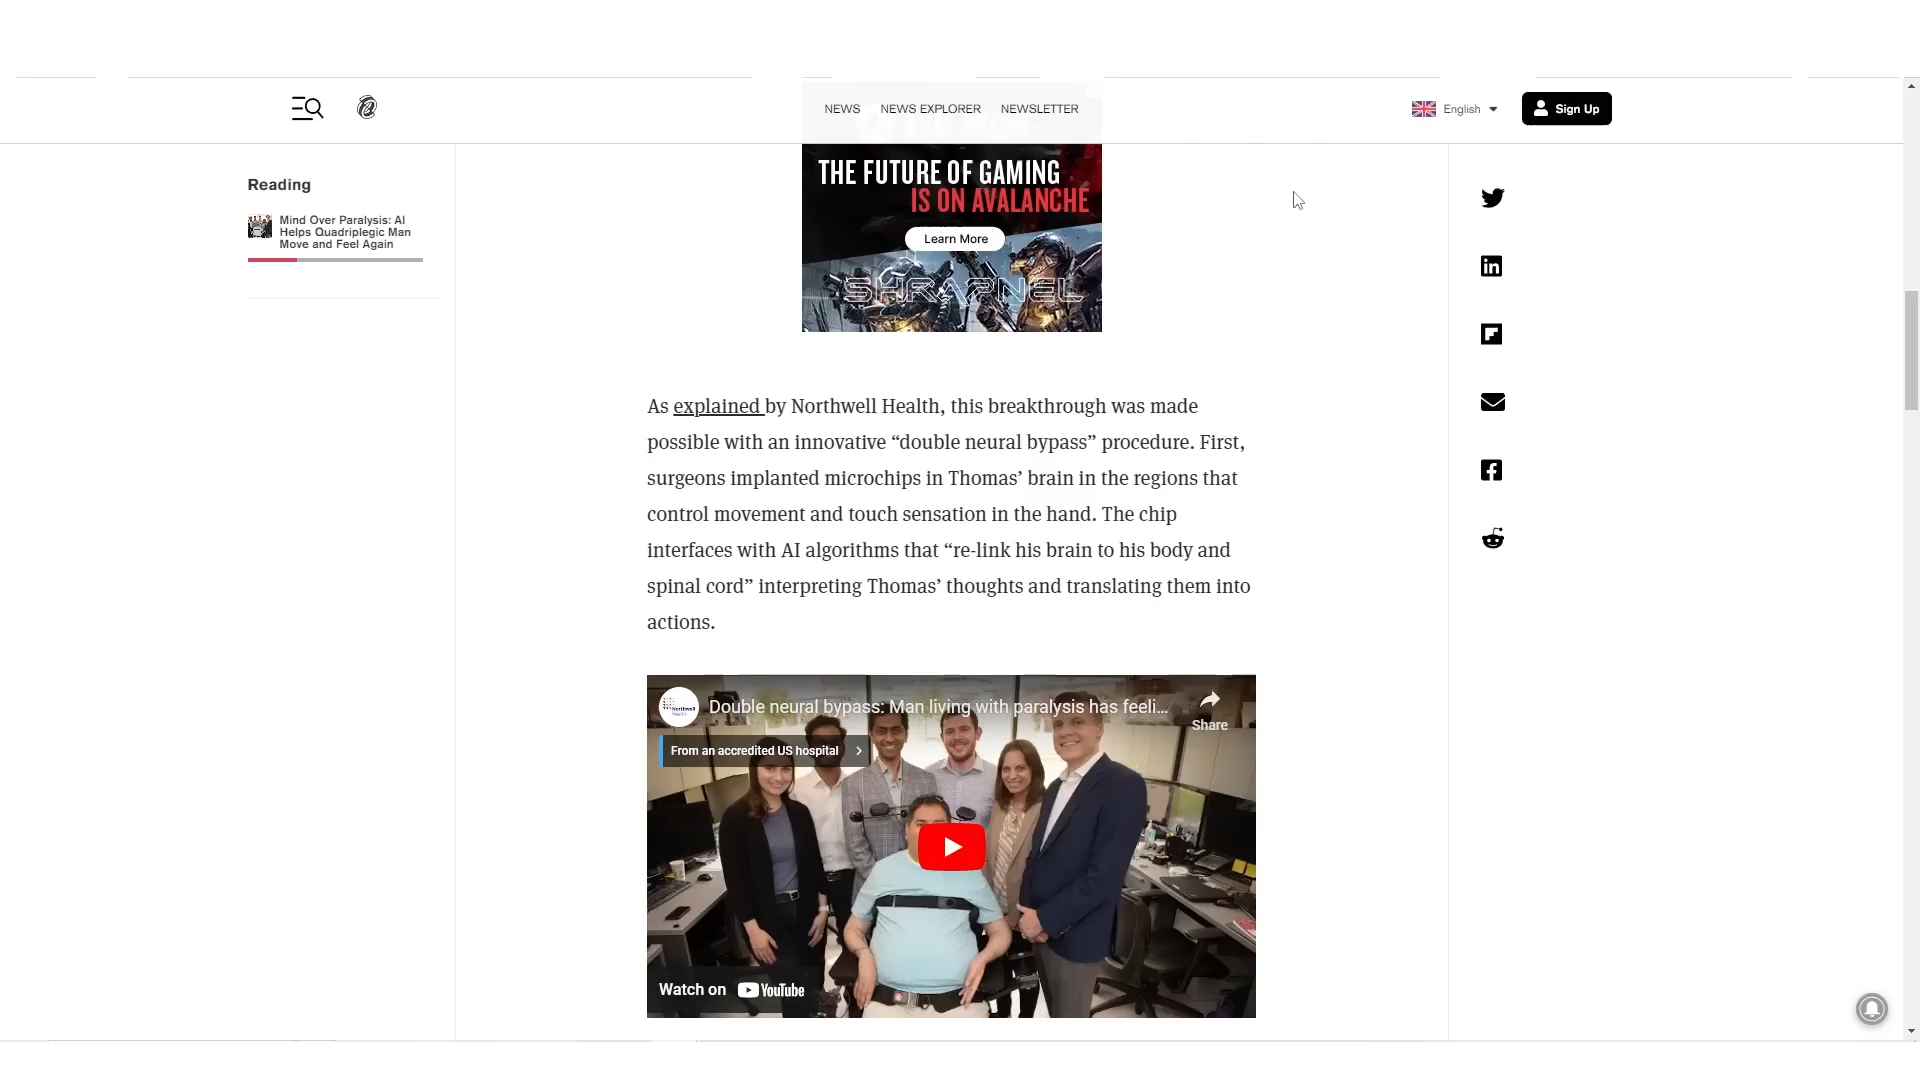 NEWS NEWS EXPLORER NEWSLETTER
English
Sign Up
Reading
Mind Over Paralysis: AI
Helps Quadriplegic Man
Move and Feel Again
THE FUTURE OF GAMING
IS ON AVALANCHE
Learn More
SHRAPNEL
As explained by Northwell Health, this breakthrough was made
possible with an innovative “double neural bypass” procedure. First,
surgeons implanted microchips in Thomas’ brain in the regions that
control movement and touch sensation in the hand. The chip
interfaces with AI algorithms that “re-link his brain to his body and
spinal cord” interpreting Thomas’ thoughts and translating them into
actions.
Northwell
Health
Double neural bypass: Man living with paralysis has feeli...
Share
From an accredited US hospital
Watch on YouTube